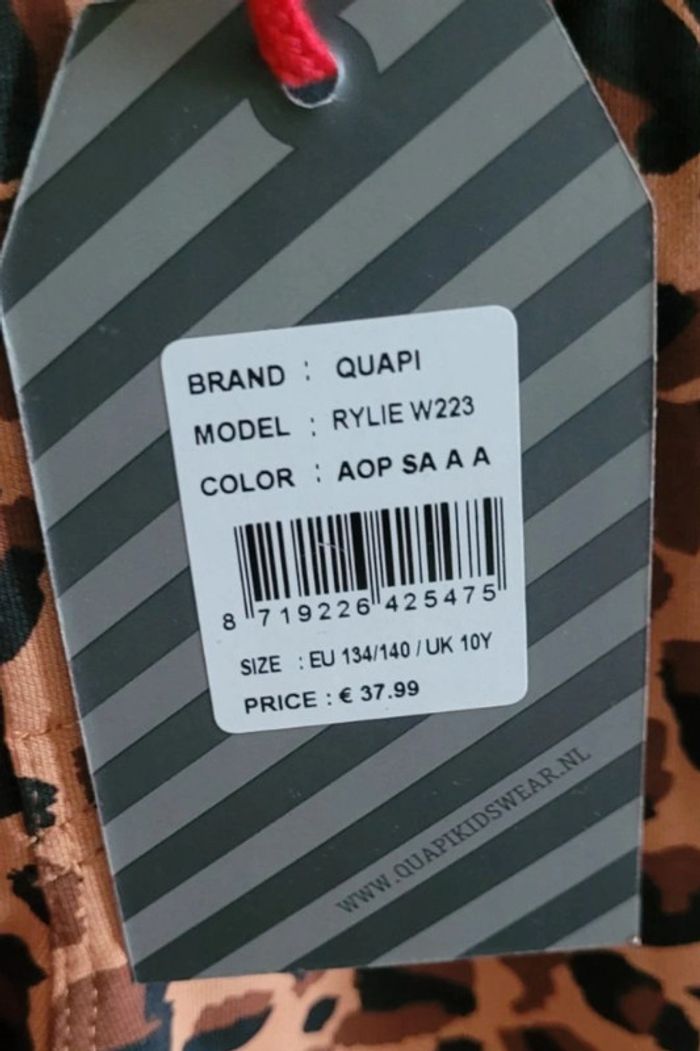 BRAND : QUAPI
MODEL : RYLIE W223
COLOR : AOP SA A A
8 719226 425475
SIZE : EU 134/140 / UK 10Y
PRICE : € 37.99
WWW.QUAPIKIDSWEAR.NL